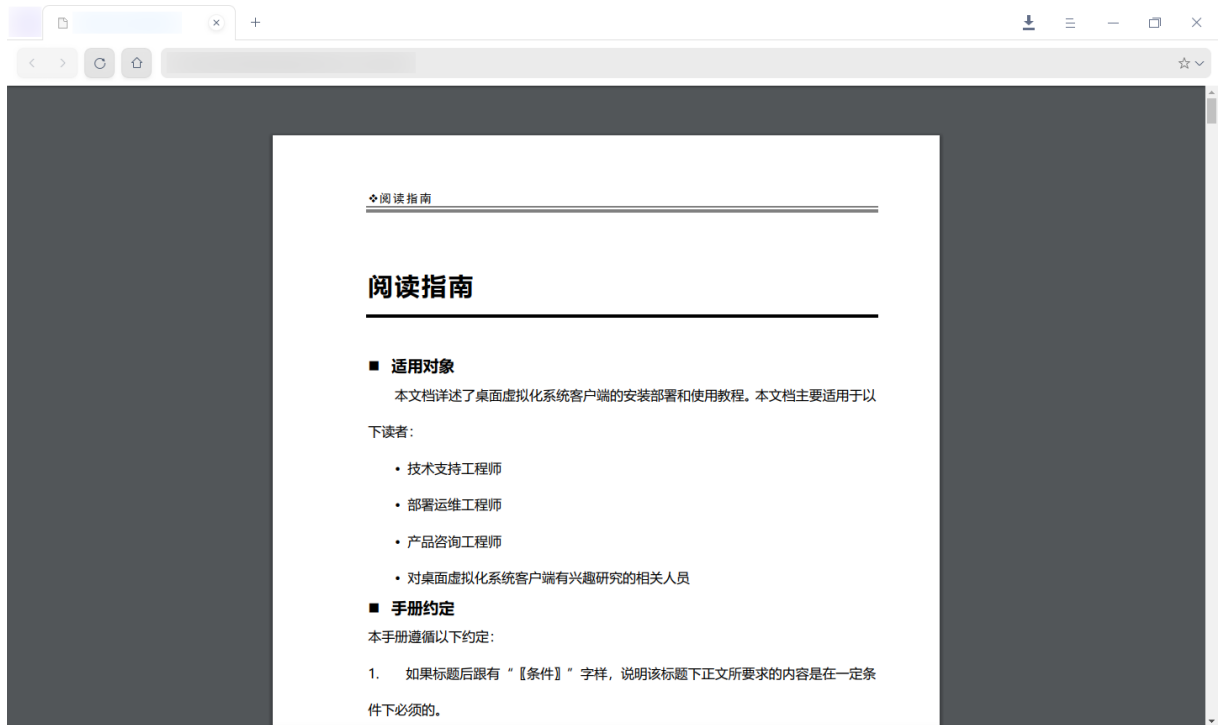 ❖阅读指南
阅读指南
■ 适用对象
本文档详述了桌面虚拟化系统客户端的安装部署和使用教程。本文档主要适用于以
下读者：
• 技术支持工程师
• 部署运维工程师
• 产品咨询工程师
• 对桌面虚拟化系统客户端有兴趣研究的相关人员
■ 手册约定
本手册遵循以下约定：
1. 如果标题后跟有“〖条件〗”字样，说明该标题下正文所要求的内容是在一定条
件下必须的。